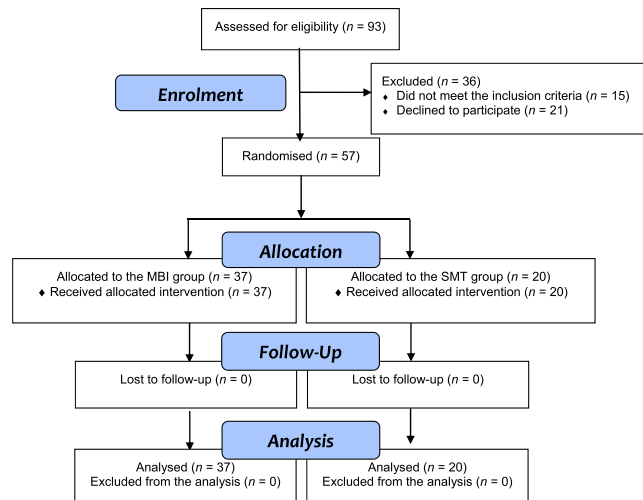 Assessed for eligibility (n = 93)
Enrolment
Excluded (n = 36)
♦ Did not meet the inclusion criteria (n = 15)
♦ Declined to participate (n = 21)
Randomised (n = 57)
Allocation
Allocated to the MBI group (n = 37)
♦ Received allocated intervention (n = 37)
Allocated to the SMT group (n = 20)
♦ Received allocated intervention (n = 20)
Follow-Up
Lost to follow-up (n = 0)
Lost to follow-up (n = 0)
Analysis
Analysed (n = 37)
Excluded from the analysis (n = 0)
Analysed (n = 20)
Excluded from the analysis (n = 0)